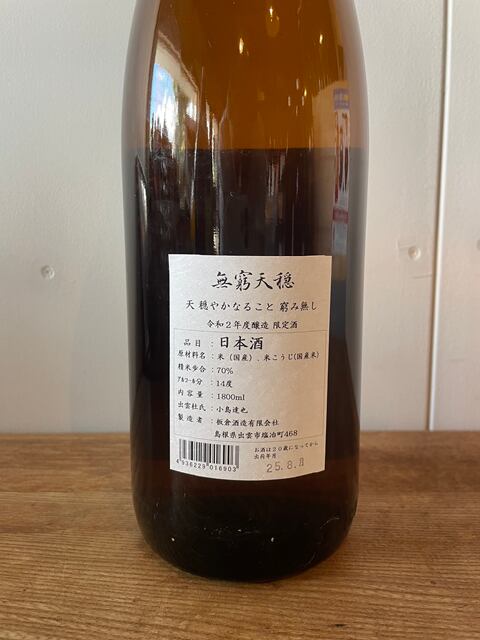 無窮天穏
天 穏やかなること 窮み無し
令和2年度醸造 限定酒
品目 : 日本酒
原材料名 : 米 (国産) 、米こうじ(国産米)
精米歩合 : 70%
アルコール分 : 14度
内容量 : 1800ml
出雲杜氏 : 小島達也
製造者 : 板倉酒造有限会社
島根県出雲市塩冶町468
お酒は20歳になってから
出荷年月
25.8.月
4936229016903